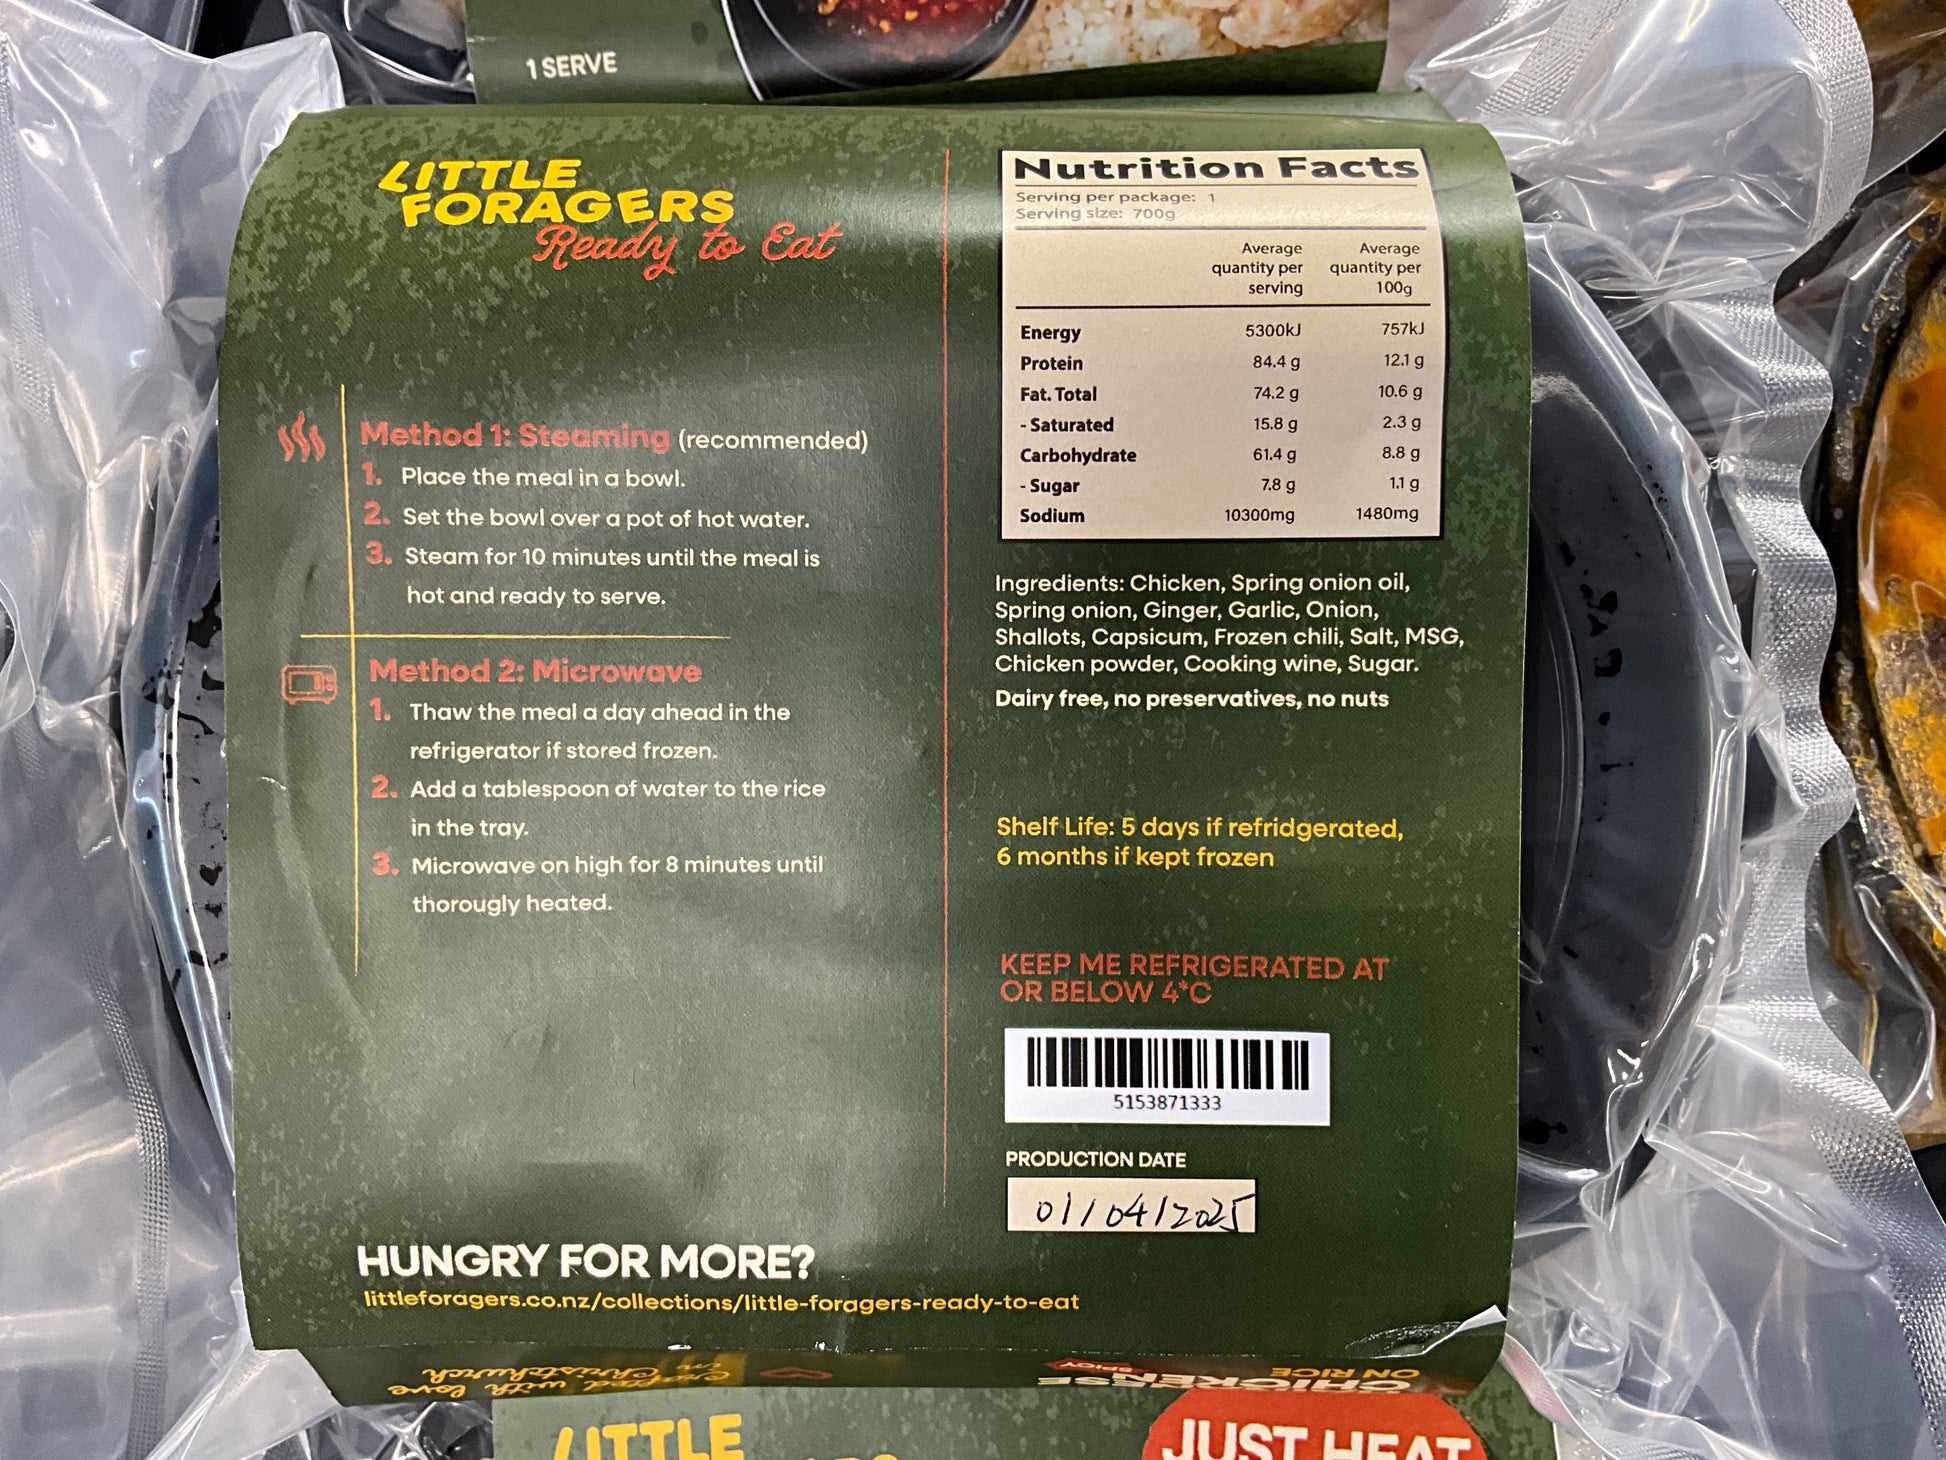 1 SERVE
LITTLE
FORAGERS
Ready to Eat
Method 1: Steaming (recommended)
1. Place the meal in a bowl.
2. Set the bowl over a pot of hot water.
3. Steam for 10 minutes until the meal is
hot and ready to serve.
Method 2: Microwave
1. Thaw the meal a day ahead in the
refrigerator if stored frozen.
2. Add a tablespoon of water to the rice
in the tray.
3. Microwave on high for 8 minutes until
thorougly heated.
HUNGRY FOR MORE?
littleforagers.co.nz/collections/little-foragers-ready-to-eat
Nutrition Facts
Serving per package: 1
Serving size: 700g
Average quantity per serving
Average quantity per 100g
Energy 5300kJ 757kJ
Protein 84.4 g 12.1 g
Fat. Total 74.2 g 10.6 g
- Saturated 15.8 g 2.3 g
Carbohydrate 61.4 g 8.8 g
- Sugar 7.8 g 1.1 g
Sodium 10300mg 1480mg
Ingredients: Chicken, Spring onion oil,
Spring onion, Ginger, Garlic, Onion,
Shallots, Capsicum, Frozen chili, Salt, MSG,
Chicken powder, Cooking wine, Sugar.
Dairy free, no preservatives, no nuts
Shelf Life: 5 days if refridgerated,
6 months if kept frozen
KEEP ME REFRIGERATED AT
OR BELOW 4*C
5153871333
PRODUCTION DATE
01/04/2025
Crafted with love
in Christchurch
SPICY
CHICKEN
ON RICE
LITTLE
JUST HEAT